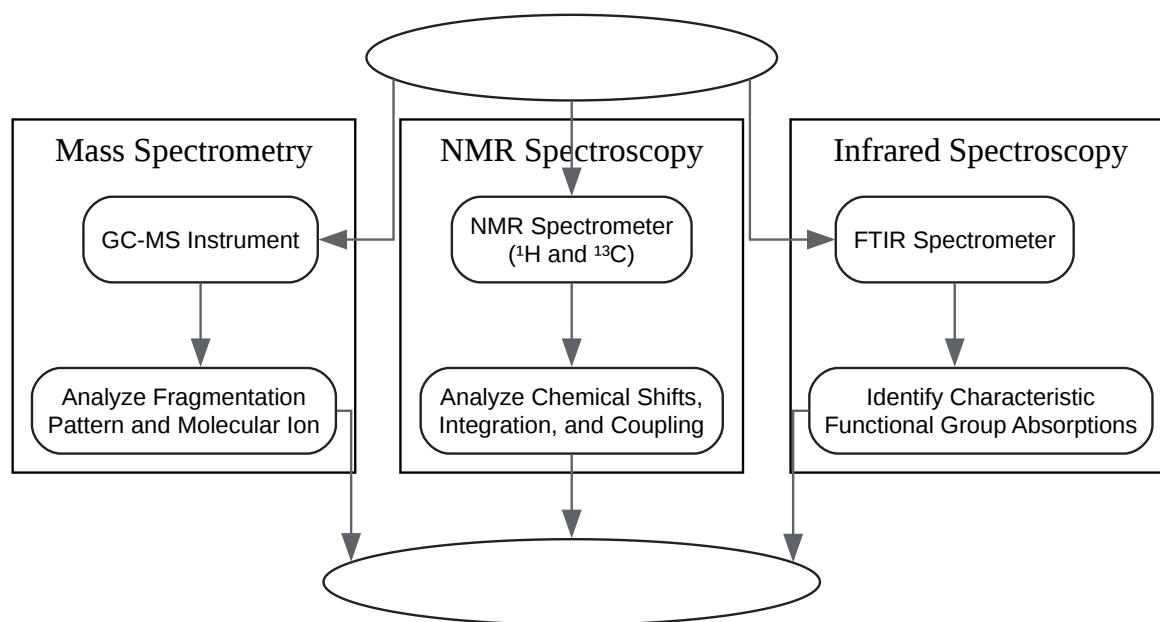 Mass Spectrometry
GC-MS Instrument
Analyze Fragmentation
Pattern and Molecular Ion
NMR Spectroscopy
NMR Spectrometer
(¹H and ¹³C)
Analyze Chemical Shifts,
Integration, and Coupling
Infrared Spectroscopy
FTIR Spectrometer
Identify Characteristic
Functional Group Absorptions